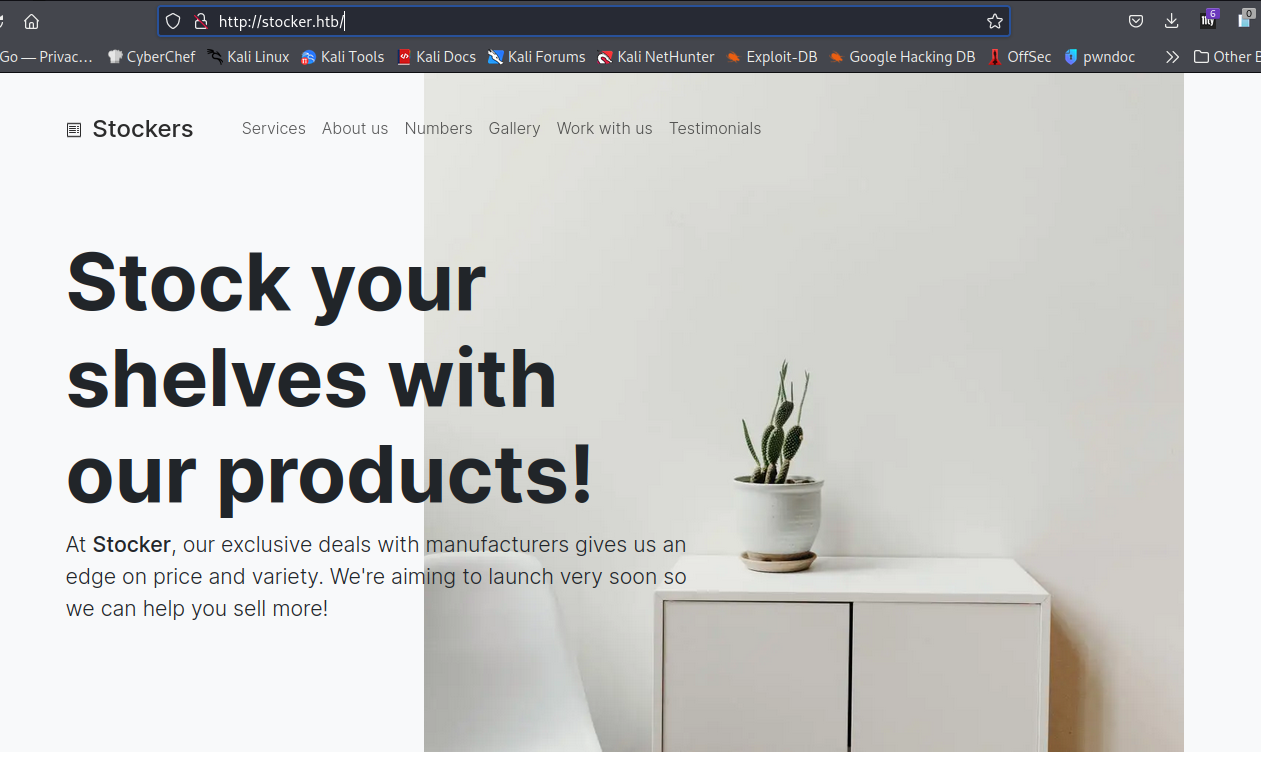 http://stocker.htb/
6
0
Go — Privac…
CyberChef
Kali Linux
Kali Tools
Kali Docs
Kali Forums
Kali NetHunter
Exploit-DB
Google Hacking DB
OffSec
pwndoc
Other
Stockers
Services
About us
Numbers
Gallery
Work with us
Testimonials
Stock your
shelves with
our products!
At Stocker, our exclusive deals with manufacturers gives us an
edge on price and variety. We're aiming to launch very soon so
we can help you sell more!